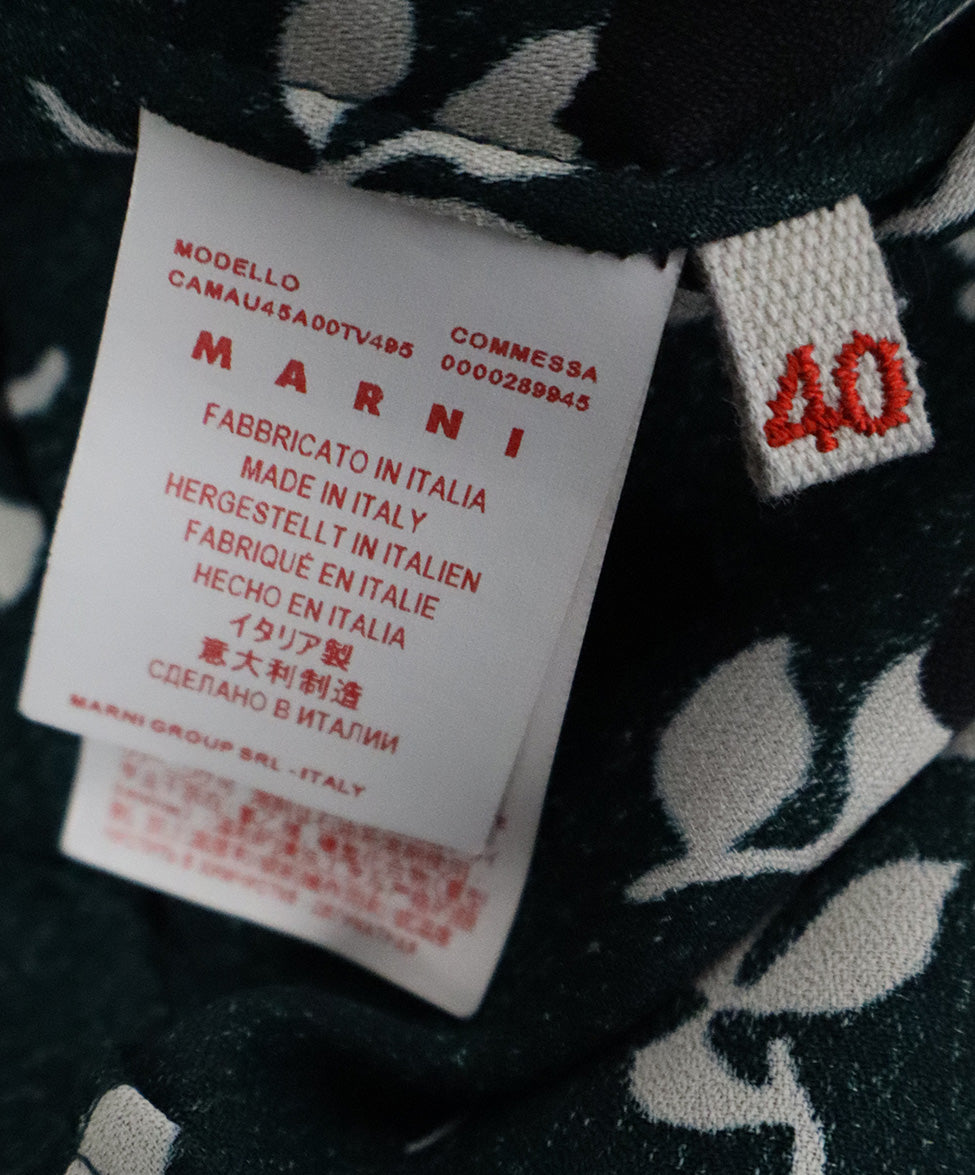 MODELLO
CAMAU45A00TV495
COMMESSA
0000289945
MARNI
FABBRICATO IN ITALIA
MADE IN ITALY
HERGESTELLT IN ITALIEN
FABRIQUÉ EN ITALIE
HECHO EN ITALIA
イタリア製
意大利制造
СДЕЛАНО В ИТАЛИИ
MARNI GROUP SRL - ITALY
40